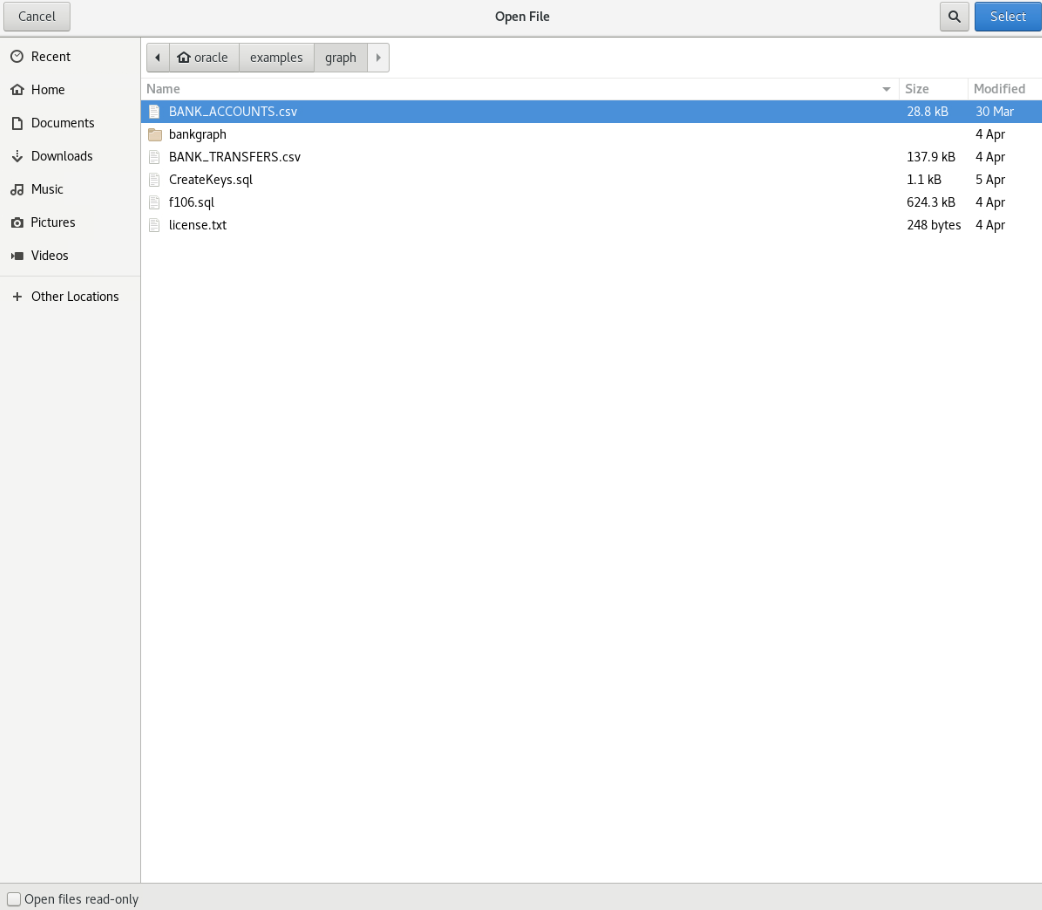 Cancel Open File Select
Recent
Home
Documents
Downloads
Music
Pictures
Videos
Other Locations
oracle examples graph
Name Size Modified
BANK_ACCOUNTS.csv 28.8 kB 30 Mar
bankgraph 4 Apr
BANK_TRANSFERS.csv 137.9 kB 4 Apr
CreateKeys.sql 1.1 kB 5 Apr
f106.sql 624.3 kB 4 Apr
license.txt 248 bytes 4 Apr
Open files read-only